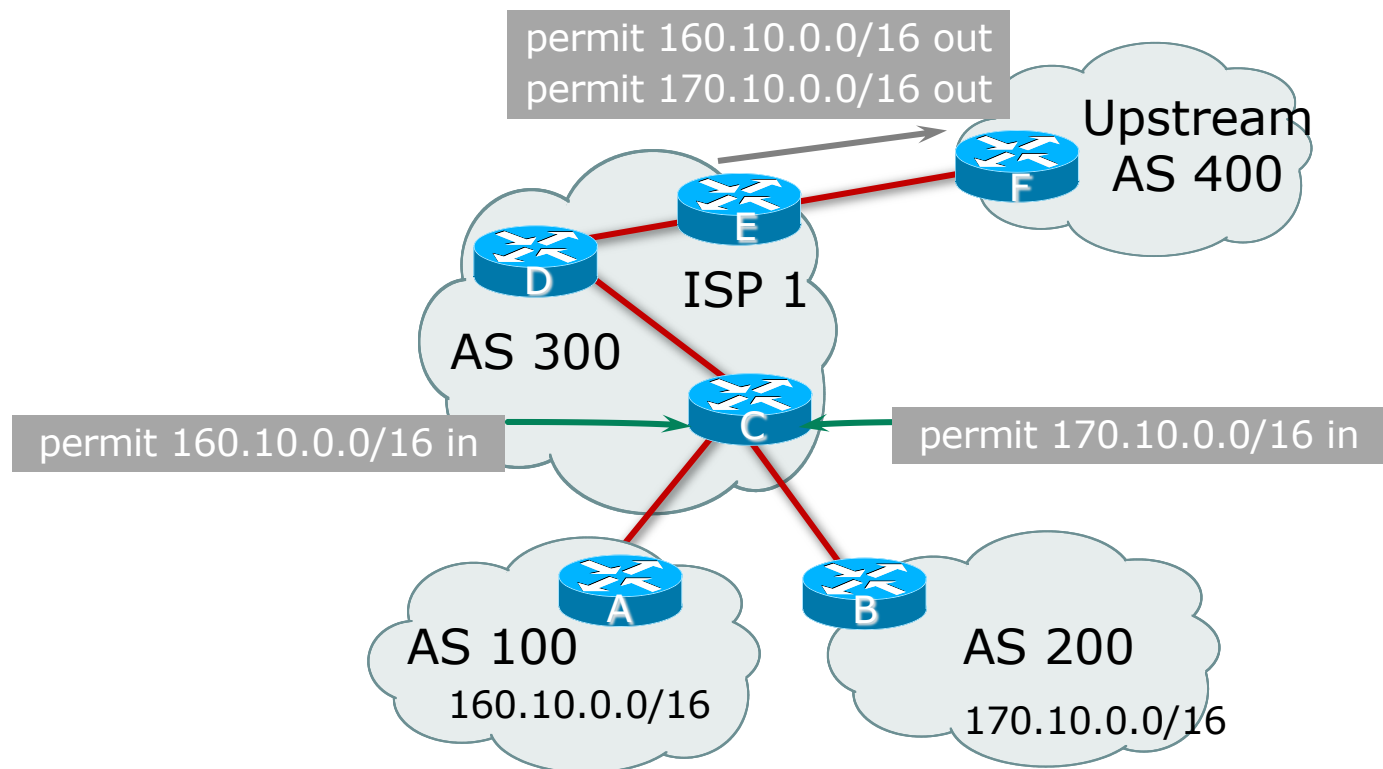 permit 160.10.0.0/16 out
permit 170.10.0.0/16 out
Upstream
AS 400
F
E
D
ISP 1
AS 300
C
permit 160.10.0.0/16 in
permit 170.10.0.0/16 in
A
B
AS 100
160.10.0.0/16
AS 200
170.10.0.0/16